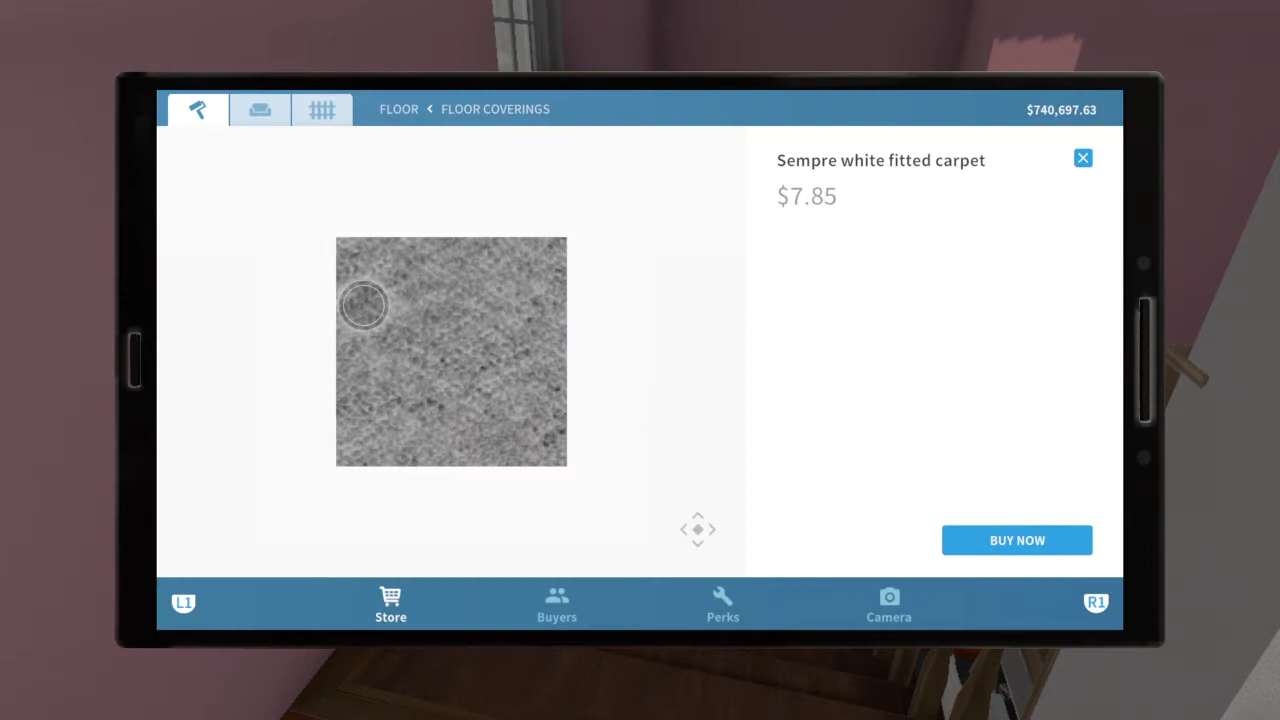 FLOOR < FLOOR COVERINGS
$740,697.63
Sempre white fitted carpet
$7.85
BUY NOW
L1
Store
Buyers
Perks
Camera
R1